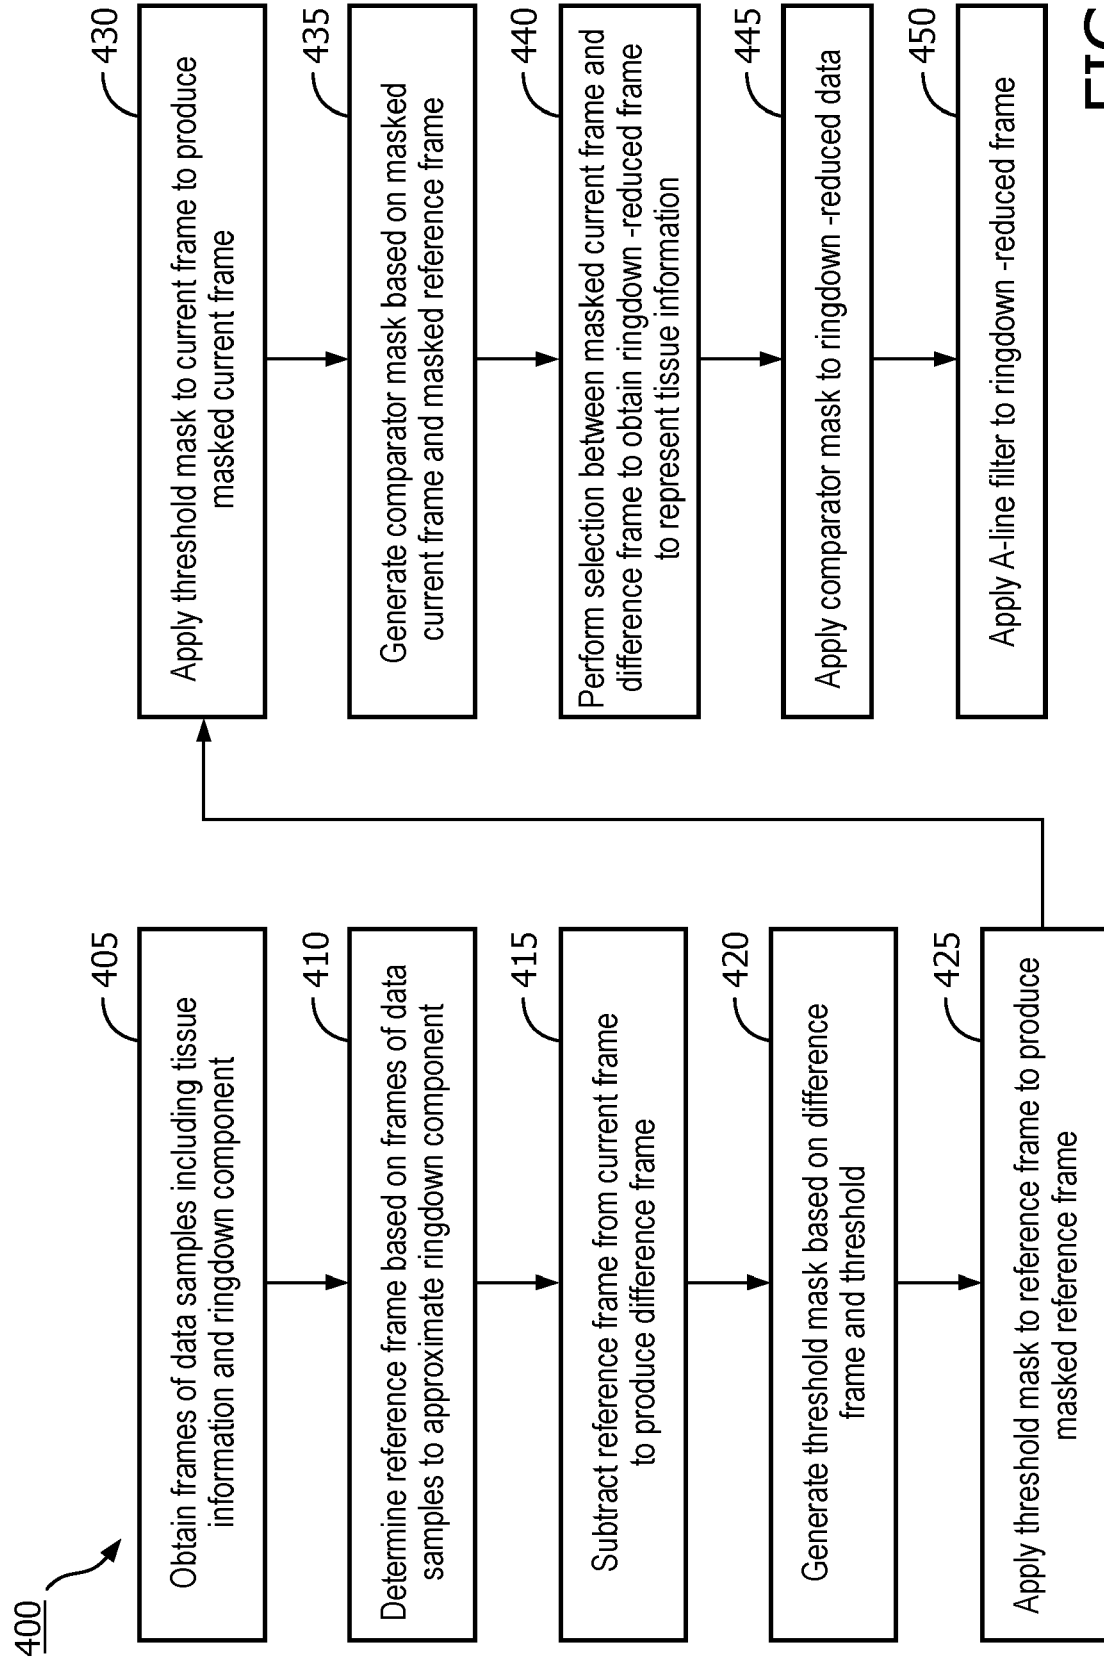 400
405
Obtain frames of data samples including tissue
information and ringdown component
410
Determine reference frame based on frames of data
samples to approximate ringdown component
415
Subtract reference frame from current frame
to produce difference frame
420
Generate threshold mask based on difference
frame and threshold
425
Apply threshold mask to reference frame to produce
masked reference frame
430
Apply threshold mask to current frame to produce
masked current frame
435
Generate comparator mask based on masked
current frame and masked reference frame
440
Perform selection between masked current frame and
difference frame to obtain ringdown -reduced frame
to represent tissue information
445
Apply comparator mask to ringdown -reduced data
450
Apply A-line filter to ringdown -reduced frame